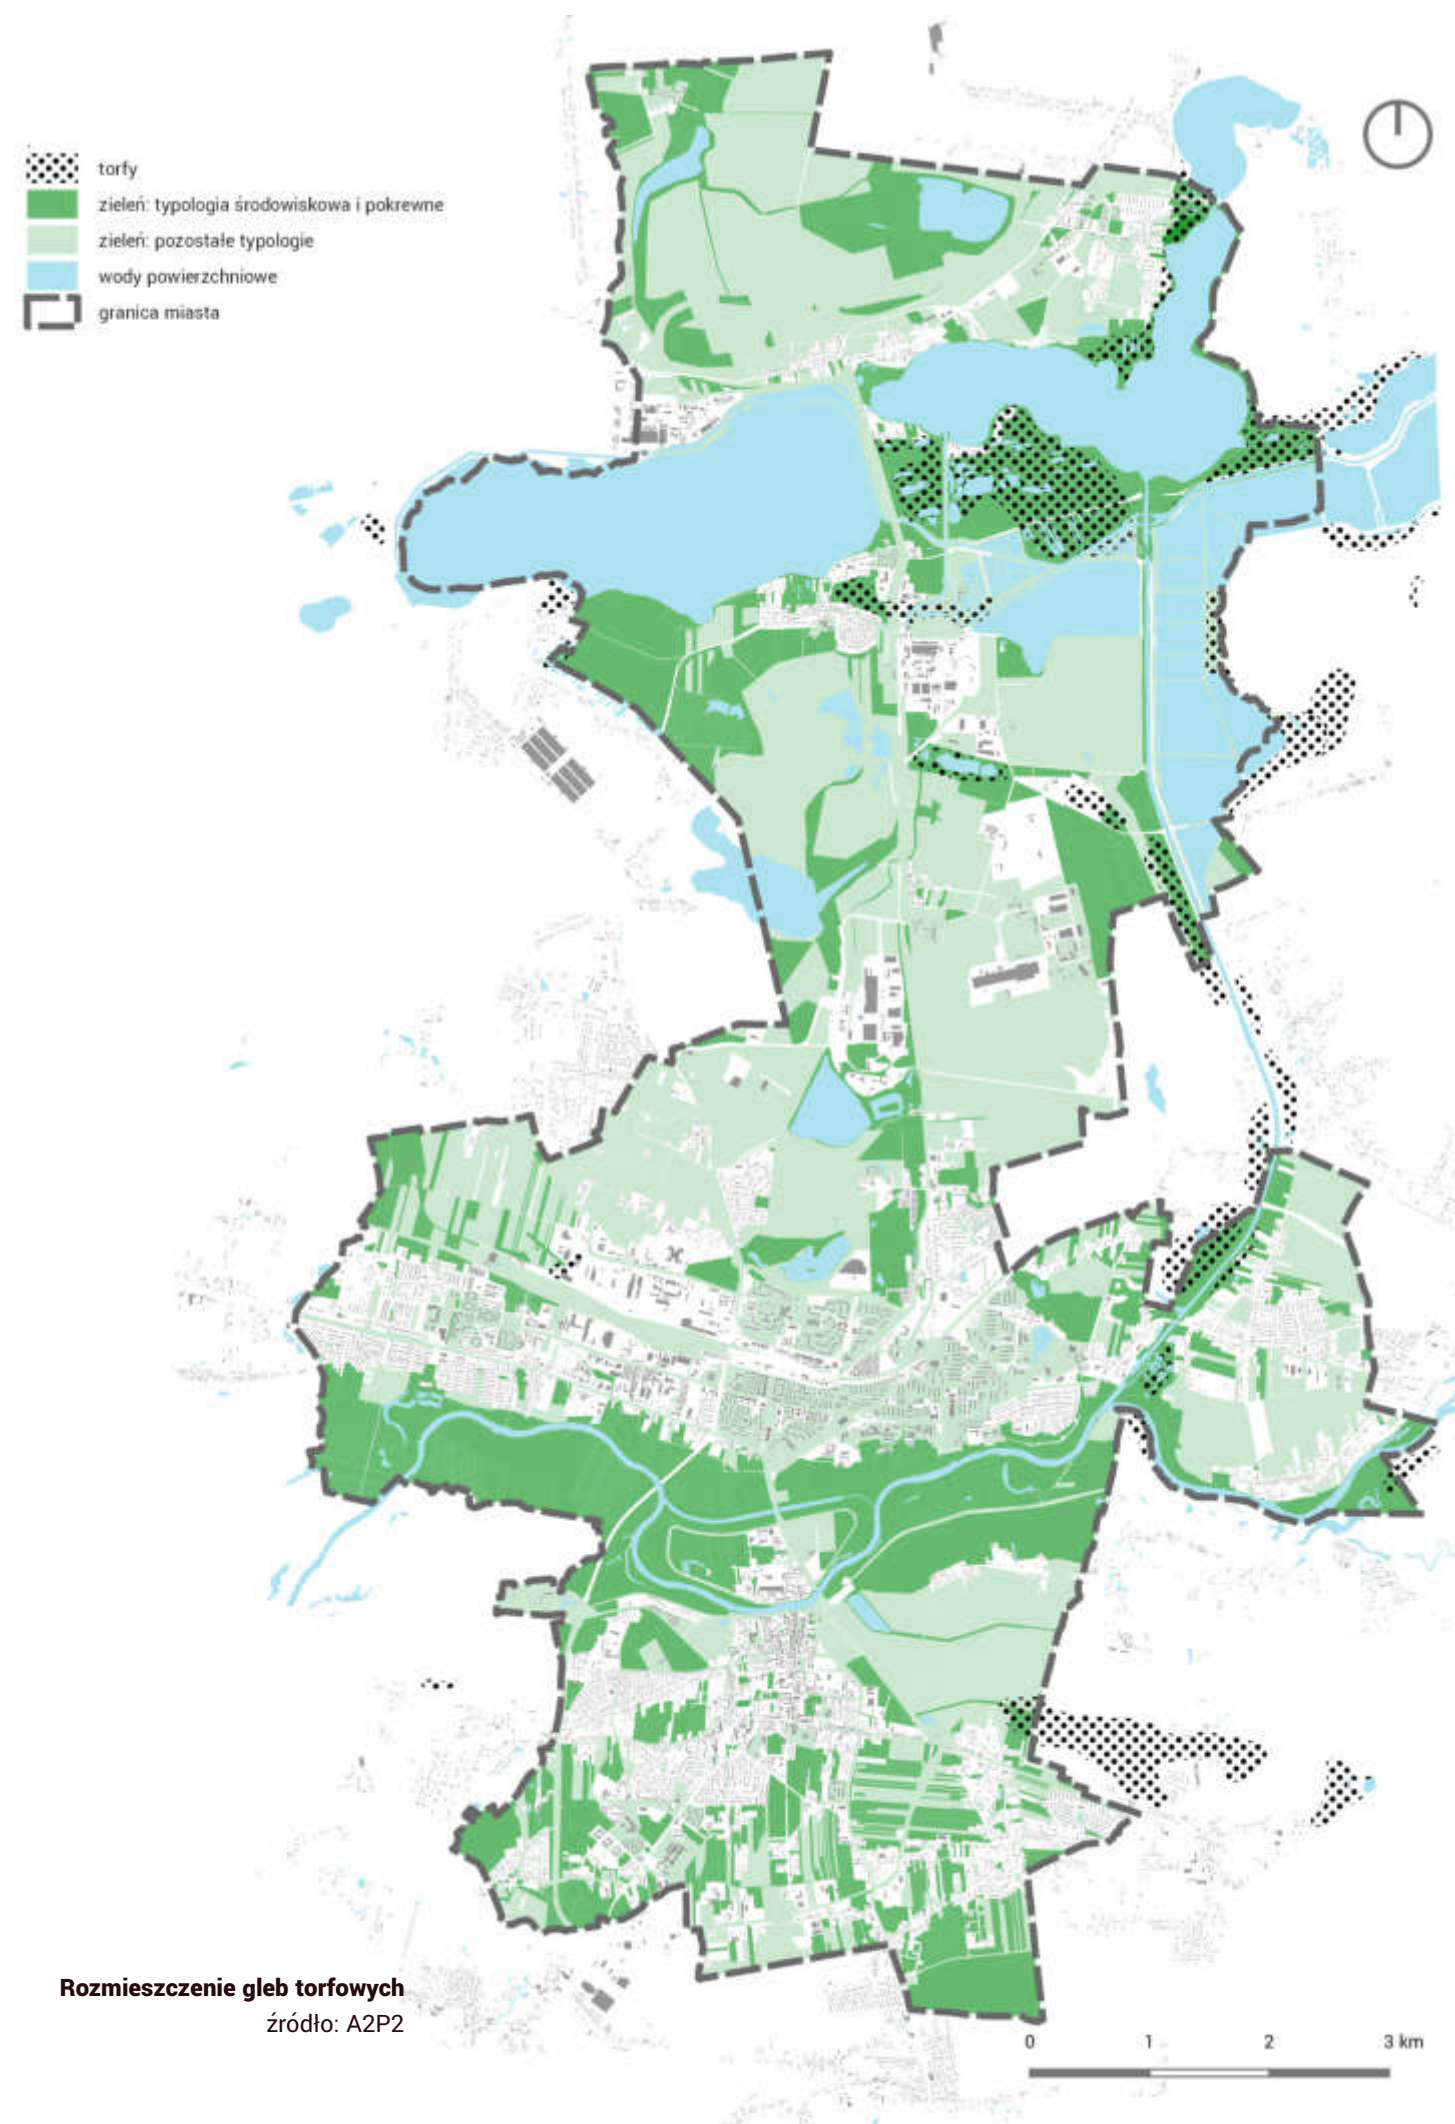 torfy
zieleń: typologia środowiskowa i pokrewne
zieleń: pozostałe typologie
wody powierzchniowe
granica miasta
Rozmieszczenie gleb torfowych
źródło: A2P2
0 1 2 3 km